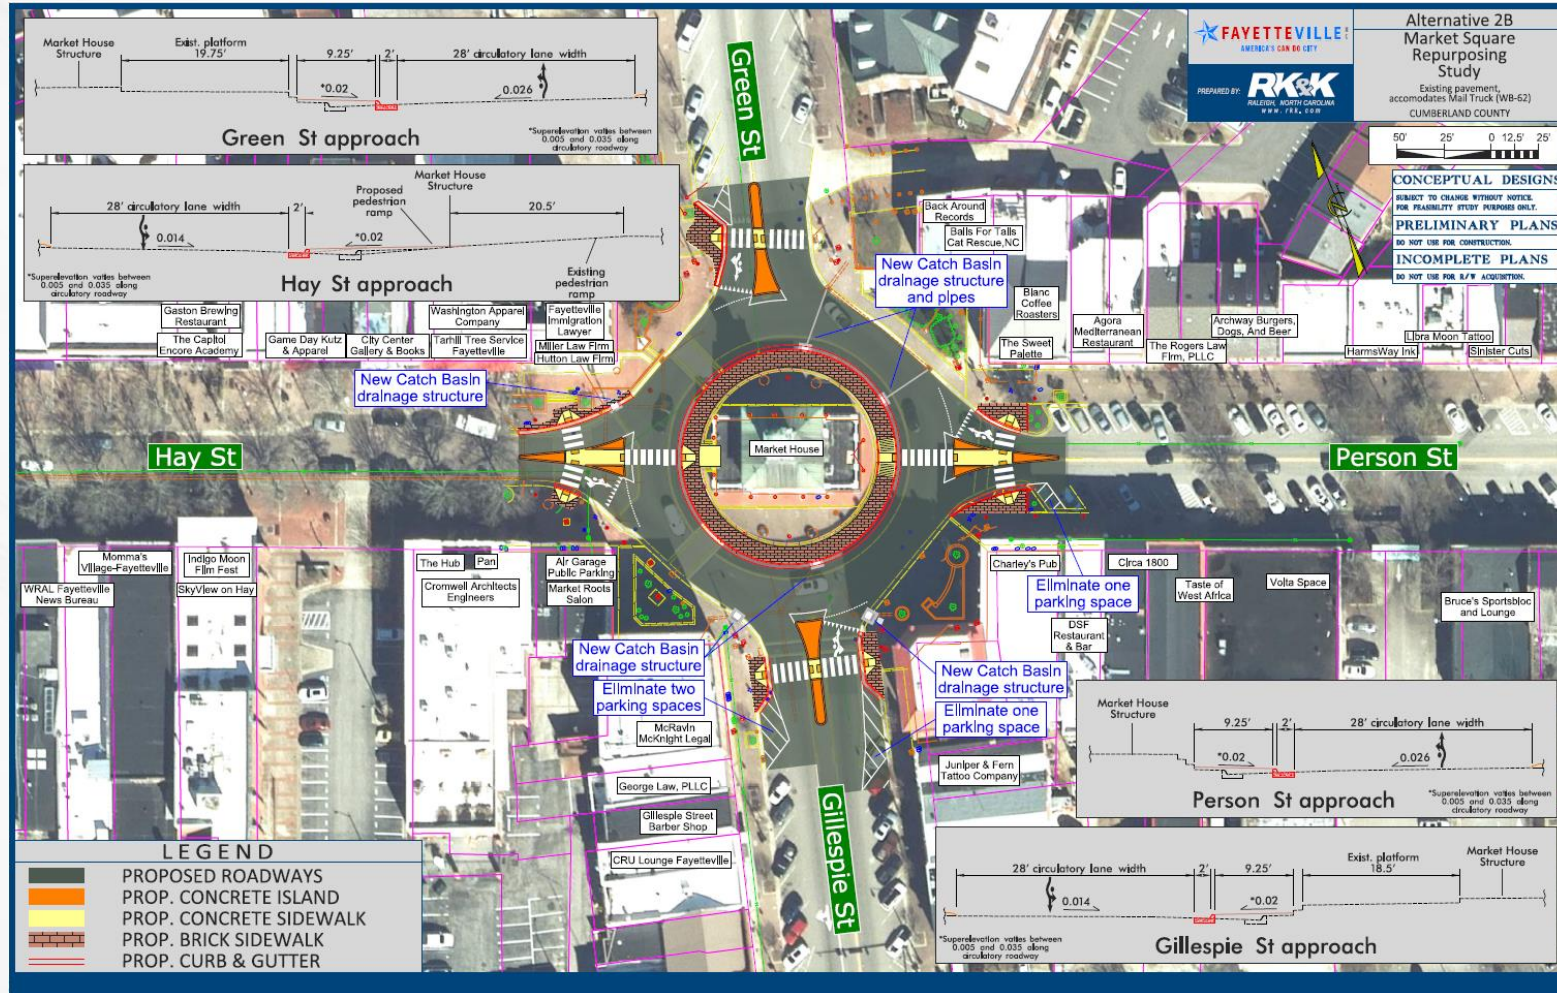 Market House
Structure
Exist. platform
19.75'
9.25'
2'
28' circulatory lane width
*0.02
0.026
Green St approach
*Superelevation varies between
0.005 and 0.035 along
circulatory roadway
Market House
Structure
Proposed
pedestrian
ramp
28' circulatory lane width
2'
20.5'
0.014
*0.02
*Superelevation varies between
0.005 and 0.035 along
circulatory roadway
Hay St approach
Existing
pedestrian
ramp
FAYETTEVILLE
AMERICA'S CAN DO CITY
PREPARED BY:
RK&K
RALEIGH, NORTH CAROLINA
www.rkk.com
Alternative 2B
Market Square
Repurposing
Study
Existing pavement,
accomodates Mail Truck (WB-62)
CUMBERLAND COUNTY
50'
25'
0
12.5'
25'
CONCEPTUAL DESIGNS
SUBJECT TO CHANGE WITHOUT NOTICE.
FOR FEASIBILITY STUDY PURPOSES ONLY.
PRELIMINARY PLANS
DO NOT USE FOR CONSTRUCTION.
INCOMPLETE PLANS
DO NOT USE FOR R/W ACQUISITION.
Green St
Back Around
Records
Balls For Tails
Cat Rescue,NC
New Catch Basin
drainage structure
and pipes
Blanc
Coffee
Roasters
The Sweet
Palette
Agora
Mediterranean
Restaurant
The Rogers Law
Firm, PLLC
Archway Burgers,
Dogs, And Beer
HarmsWay Ink
Libra Moon Tattoo
Sinister Cuts
Gaston Brewing
Restaurant
The Capitol
Encore Academy
Game Day Kutz
& Apparel
City Center
Gallery & Books
Washington Apparel
Company
Tarhill Tree Service
Fayetteville
Fayetteville
Immigration
Lawyer
Miller Law Firm
Hutton Law Firm
New Catch Basin
drainage structure
Hay St
Market House
Person St
WRAL Fayetteville
News Bureau
Momma's
Village-Fayetteville
Indigo Moon
Film Fest
SkyView on Hay
The Hub
Pan
Cromwell Architects
Engineers
Air Garage
Public Parking
Market Roots
Salon
Charley's Pub
Circa 1800
Eliminate one
parking space
Taste of
West Africa
Volta Space
DSF
Restaurant
& Bar
Bruce's Sportsbloc
and Lounge
New Catch Basin
drainage structure
Eliminate two
parking spaces
New Catch Basin
drainage structure
Eliminate one
parking space
McRavin
McKnight Legal
George Law, PLLC
Gillespie Street
Barber Shop
CRU Lounge Fayetteville
Juniper & Fern
Tattoo Company
Gillespie St
Market House
Structure
9.25'
2'
28' circulatory lane width
*0.02
0.026
Person St approach
*Superelevation varies between
0.005 and 0.035 along
circulatory roadway
28' circulatory lane width
2'
9.25'
Exist. platform
18.5'
Market House
Structure
0.014
*0.02
*Superelevation varies between
0.005 and 0.035 along
circulatory roadway
Gillespie St approach
LEGEND
PROPOSED ROADWAYS
PROP. CONCRETE ISLAND
PROP. CONCRETE SIDEWALK
PROP. BRICK SIDEWALK
PROP. CURB & GUTTER